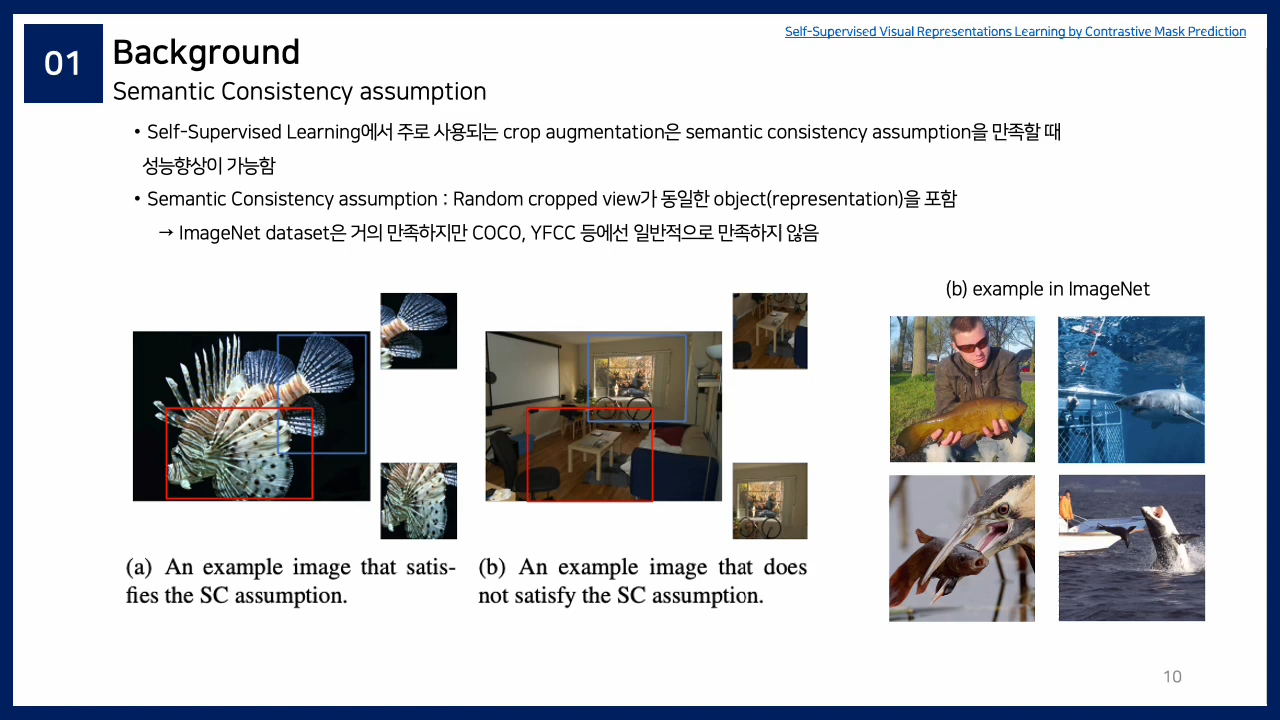 01
Background
Semantic Consistency assumption
Self-Supervised Visual Representations Learning by Contrastive Mask Prediction
• Self-Supervised Learning에서 주로 사용되는 crop augmentation은 semantic consistency assumption을 만족할 때
성능향상이 가능함
• Semantic Consistency assumption : Random cropped view가 동일한 object(representation)을 포함
→ ImageNet dataset은 거의 만족하지만 COCO, YFCC 등에선 일반적으로 만족하지 않음
(b) example in ImageNet
(a) An example image that satis-
fies the SC assumption.
(b) An example image that does
not satisfy the SC assumption.
10